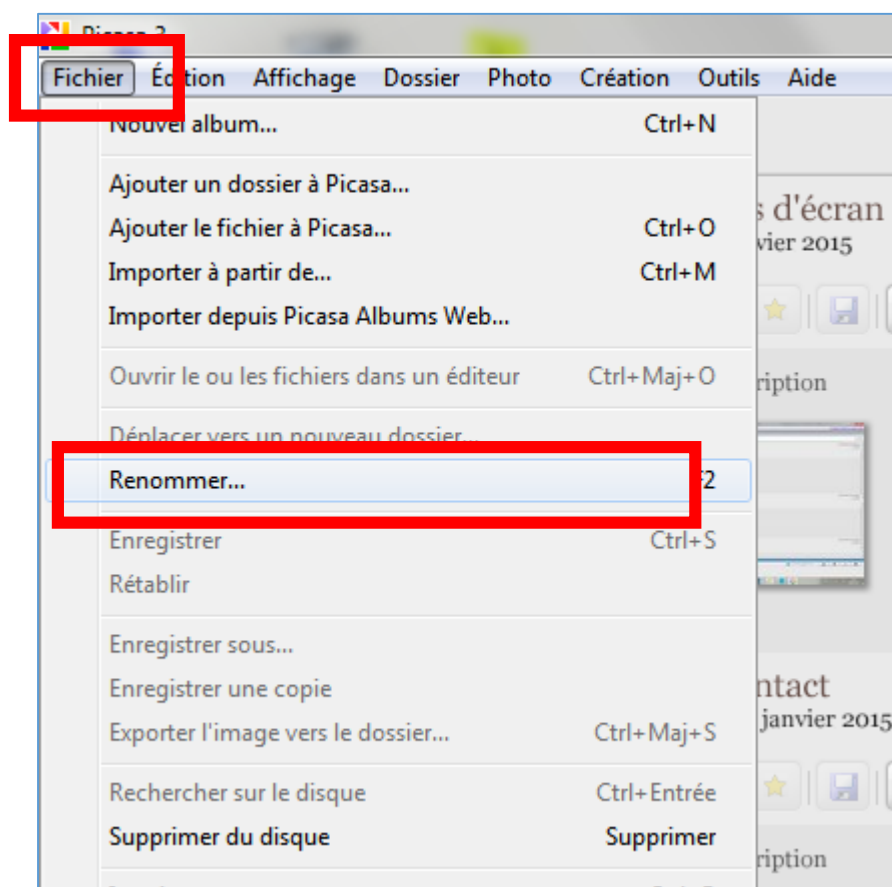 Picasa 3
Fichier Édition Affichage Dossier Photo Création Outils Aide
Nouvel album... Ctrl+N
Ajouter un dossier à Picasa...
Ajouter le fichier à Picasa... Ctrl+O
Importer à partir de... Ctrl+M
Importer depuis Picasa Albums Web...
Ouvrir le ou les fichiers dans un éditeur Ctrl+Maj+O
Déplacer vers un nouveau dossier...
Renommer... F2
Enregistrer Ctrl+S
Rétablir
Enregistrer sous...
Enregistrer une copie
Exporter l'image vers le dossier... Ctrl+Maj+S
Rechercher sur le disque Ctrl+Entrée
Supprimer du disque Supprimer
s d'écran
vier 2015
ription
ntact
janvier 2015
ription